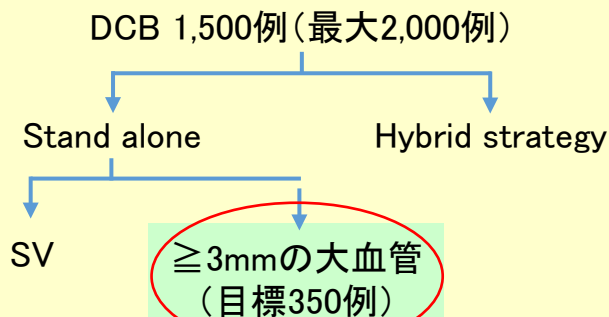 DCB 1,500例（最大2,000例）
Stand alone
Hybrid strategy
SV
≧3mmの大血管
（目標350例）